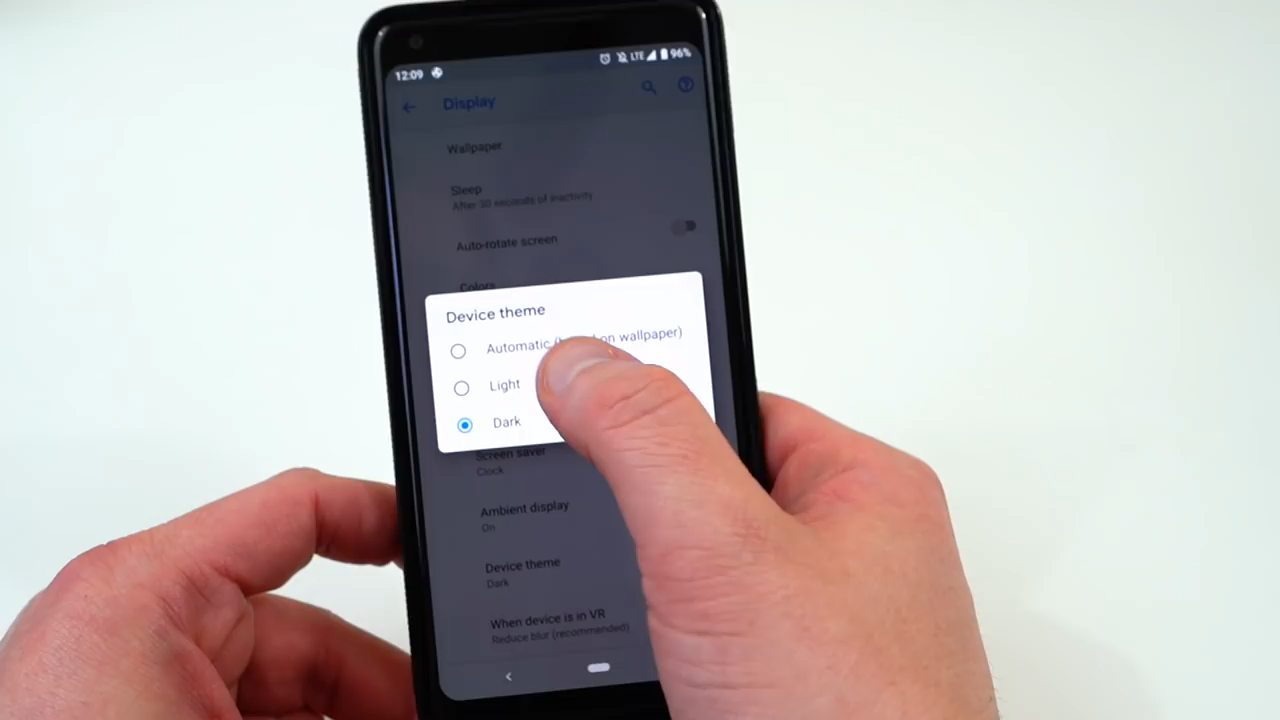 12:09 LTE 96%
Display
Wallpaper
Sleep
After 30 seconds of inactivity
Auto-rotate screen
Colors
Device theme
Automatic (b on wallpaper)
Light
Dark
Screen saver
Clock
Ambient display
On
Device theme
Dark
When device is in VR
Reduce blur (recommended)